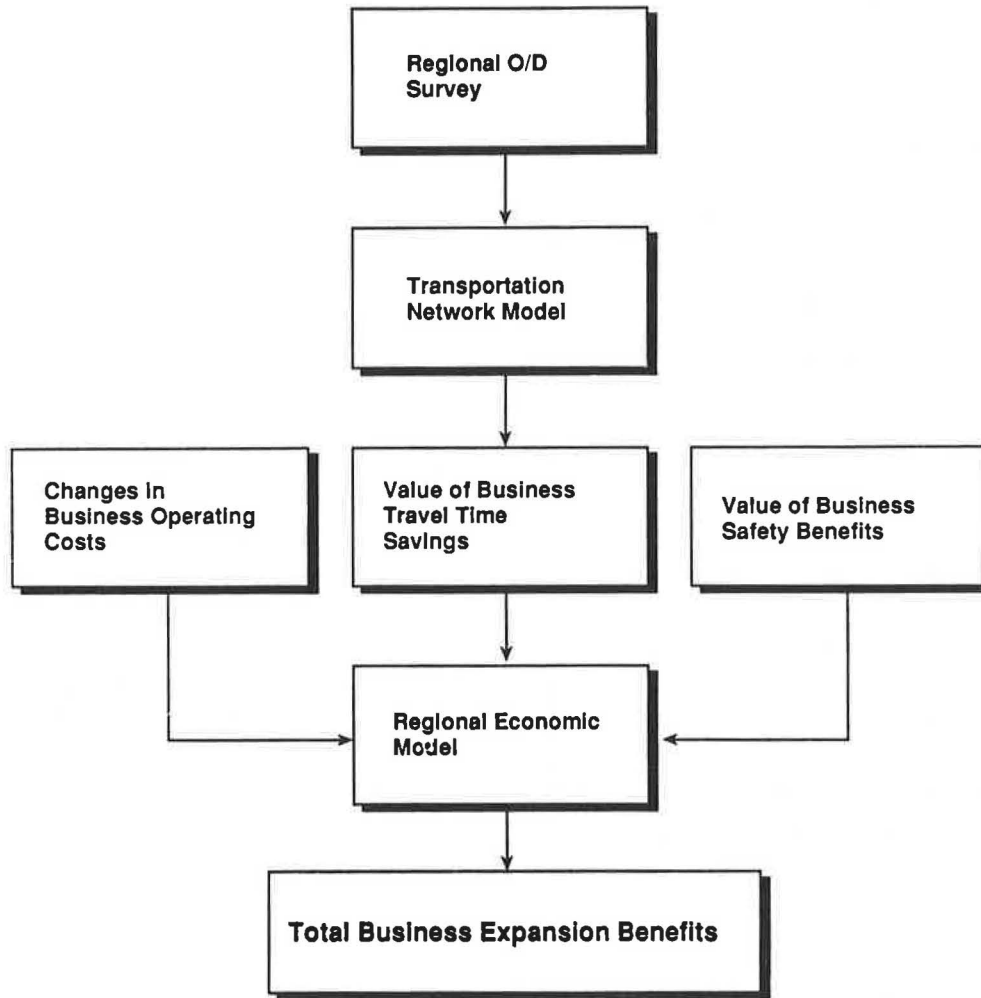 Regional O/D
Survey
Transportation
Network Model
Changes in
Business Operating
Costs
Value of Business
Travel Time
Savings
Value of Business
Safety Benefits
Regional Economic
Model
Total Business Expansion Benefits